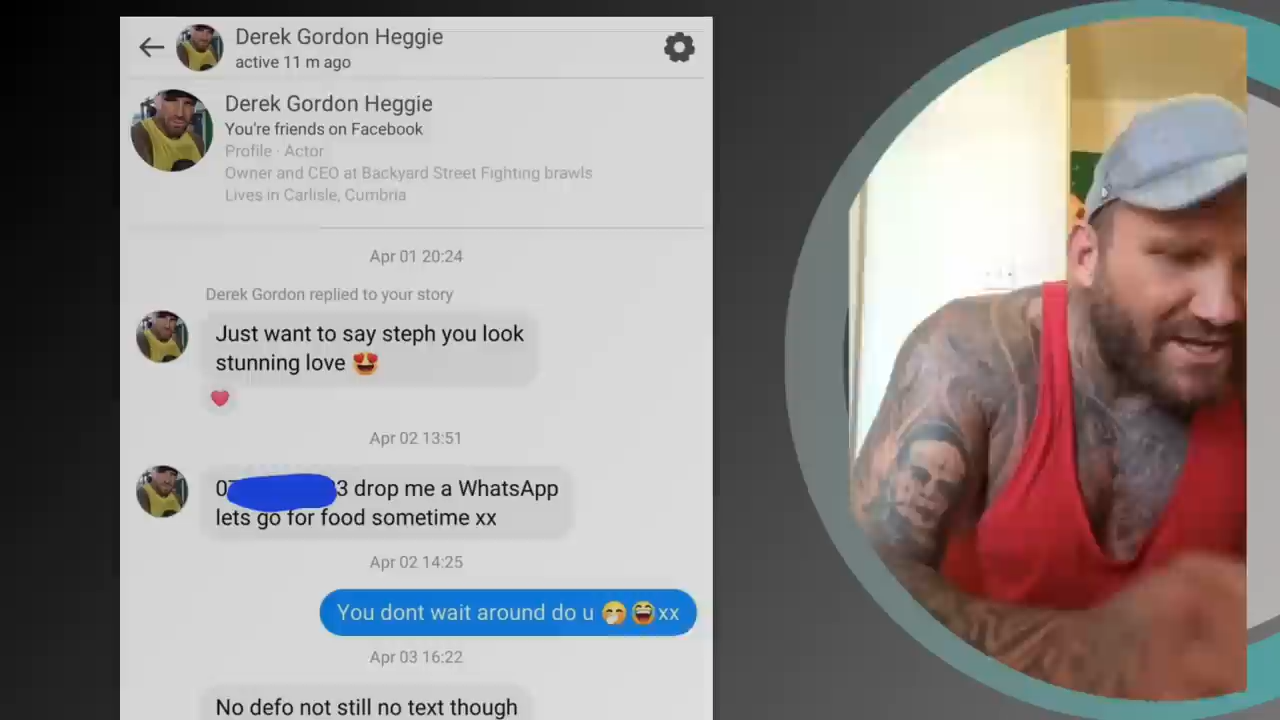 Derek Gordon Heggie
active 11 m ago
Derek Gordon Heggie
You're friends on Facebook
Profile · Actor
Owner and CEO at Backyard Street Fighting brawls
Lives in Carlisle, Cumbria
Apr 01 20:24
Derek Gordon replied to your story
Just want to say steph you look
stunning love 😍
Apr 02 13:51
07 33 drop me a WhatsApp
lets go for food sometime xx
Apr 02 14:25
You dont wait around do u 🤭😅xx
Apr 03 16:22
No defo not still no text though